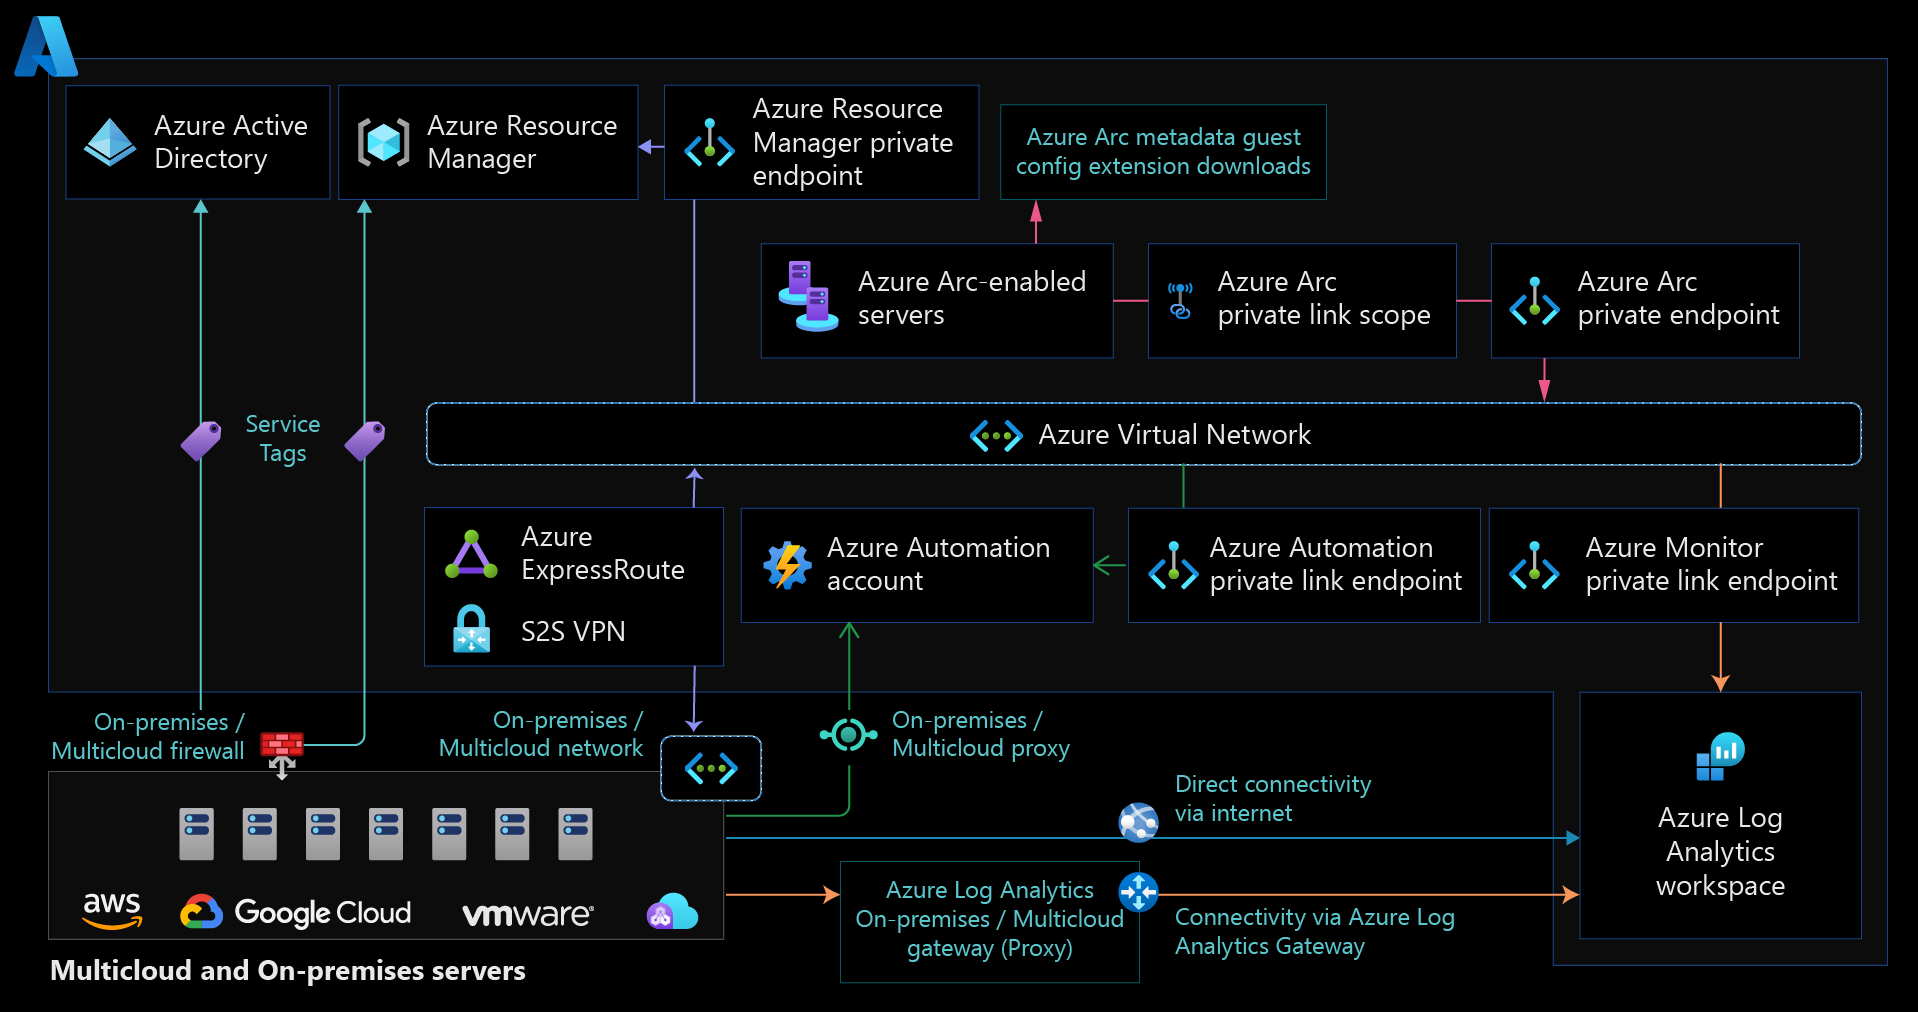 Azure Active
Directory
Azure Resource
Manager
Azure Resource
Manager private
endpoint
Azure Arc metadata guest
config extension downloads
Azure Arc-enabled
servers
Azure Arc
private link scope
Azure Arc
private endpoint
Service
Tags
Azure Virtual Network
Azure
ExpressRoute
S2S VPN
Azure Automation
account
Azure Automation
private link endpoint
Azure Monitor
private link endpoint
On-premises /
Multicloud firewall
On-premises /
Multicloud network
On-premises /
Multicloud proxy
Direct connectivity
via internet
Azure Log
Analytics
workspace
aws
Google Cloud
vmware®
Azure Log Analytics
On-premises / Multicloud
gateway (Proxy)
Connectivity via Azure Log
Analytics Gateway
Multicloud and On-premises servers